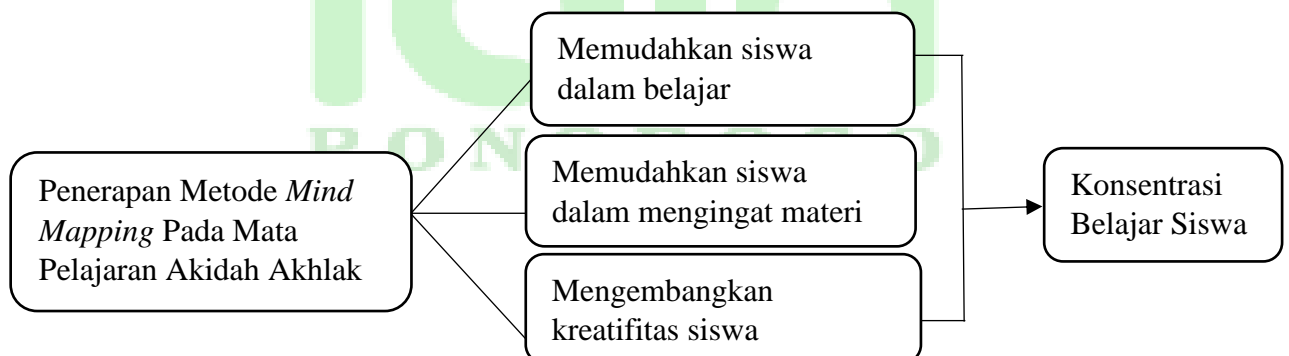 Memudahkan siswa
dalam belajar
PONOROGO
Penerapan Metode Mind
Mapping Pada Mata
Pelajaran Akidah Akhlak
Memudahkan siswa
dalam mengingat materi
Konsentrasi
Belajar Siswa
Mengembangkan
kreatifitas siswa